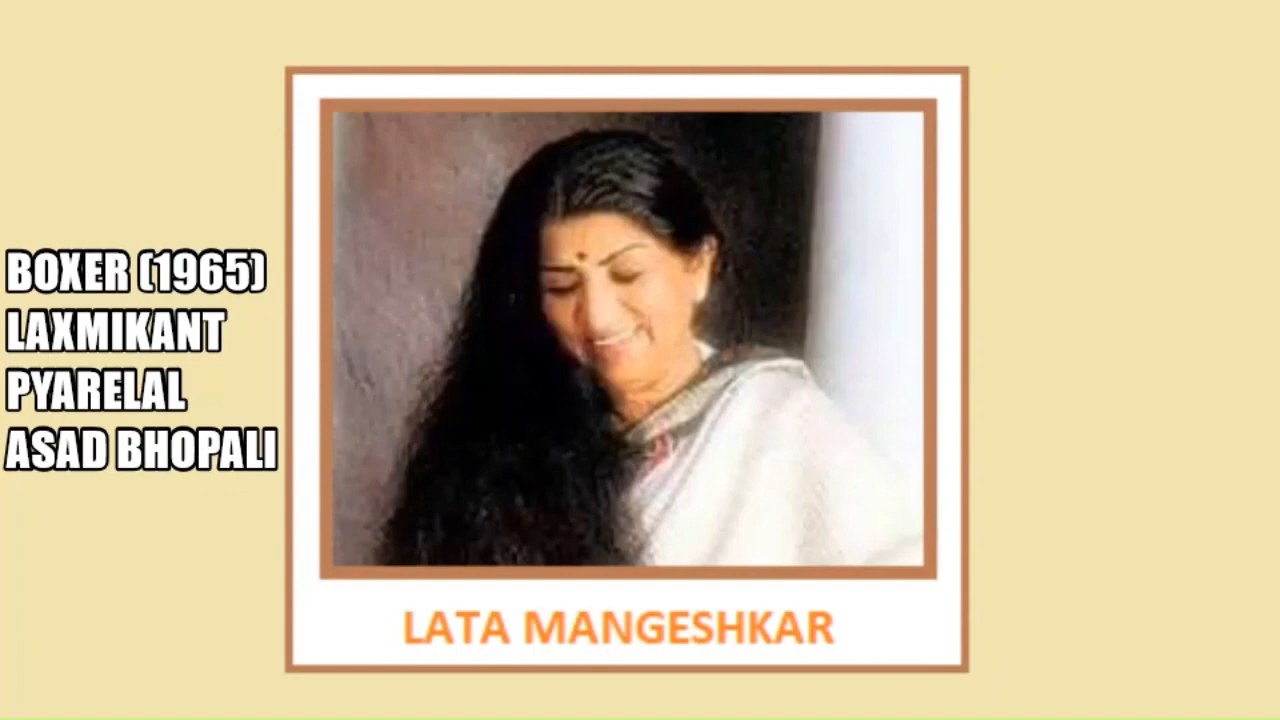 BOXER (1965)
LAXMIKANT
PYARELAL
ASAD BHOPALI
LATA MANGESHKAR